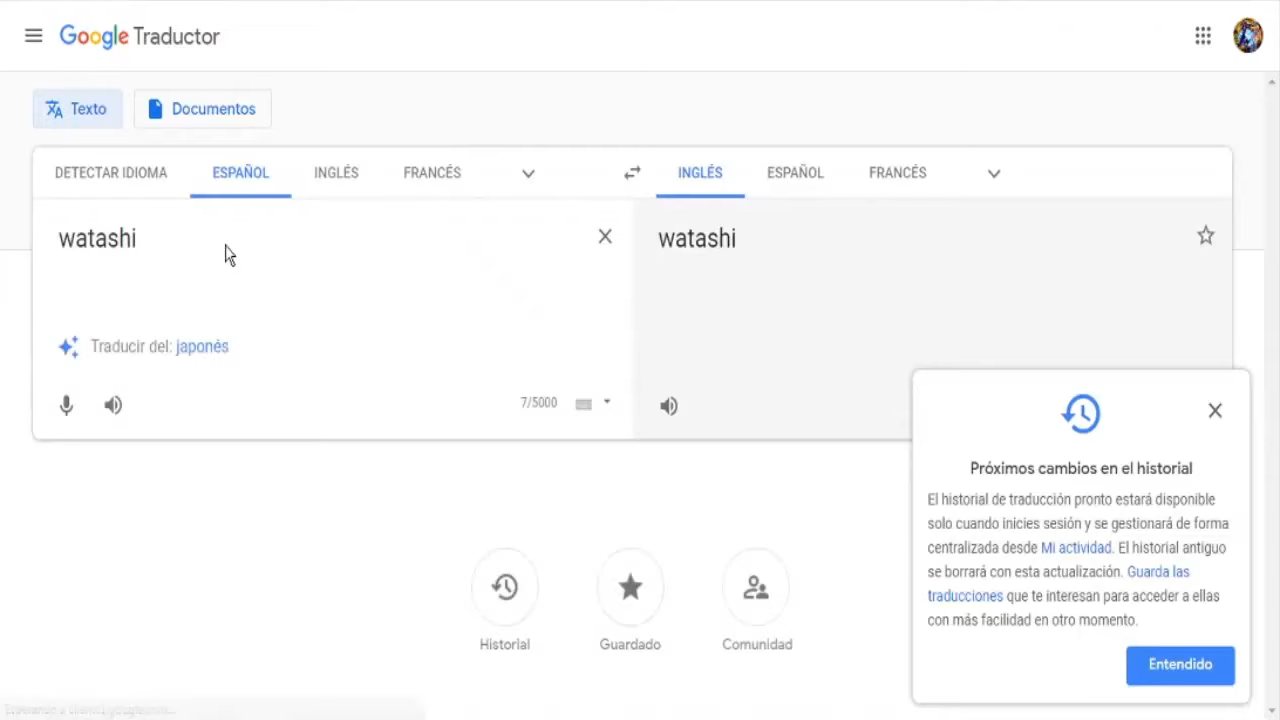 Google Traductor
Texto
Documentos
DETECTAR IDIOMA ESPAÑOL INGLÉS FRANCÉS
INGLÉS ESPAÑOL FRANCÉS
watashi
watashi
Traducir del: japonés
7/5000
Próximos cambios en el historial
El historial de traducción pronto estará disponible
solo cuando inicies sesión y se gestionará de forma
centralizada desde Mi actividad. El historial antiguo
se borrará con esta actualización. Guarda las
traducciones que te interesan para acceder a ellas
con más facilidad en otro momento.
Entendido
Historial
Guardado
Comunidad